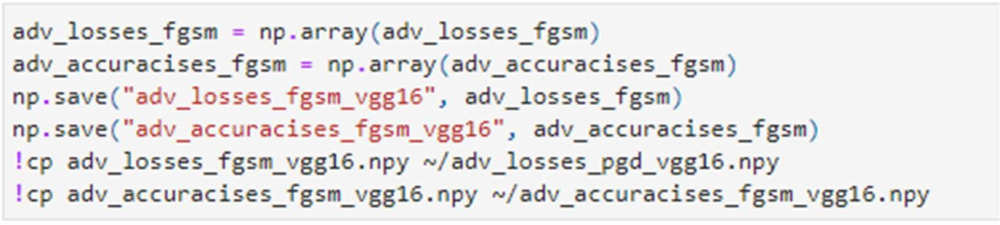 adv_losses_fgsm = np.array(adv_losses_fgsm)
adv_accuracises_fgsm = np.array(adv_accuracises_fgsm)
np.save("adv_losses_fgsm_vgg16", adv_losses_fgsm)
np.save("adv_accuracises_fgsm_vgg16", adv_accuracises_fgsm)
!cp adv_losses_fgsm_vgg16.npy ~/adv_losses_pgd_vgg16.npy
!cp adv_accuracises_fgsm_vgg16.npy ~/adv_accuracises_fgsm_vgg16.npy